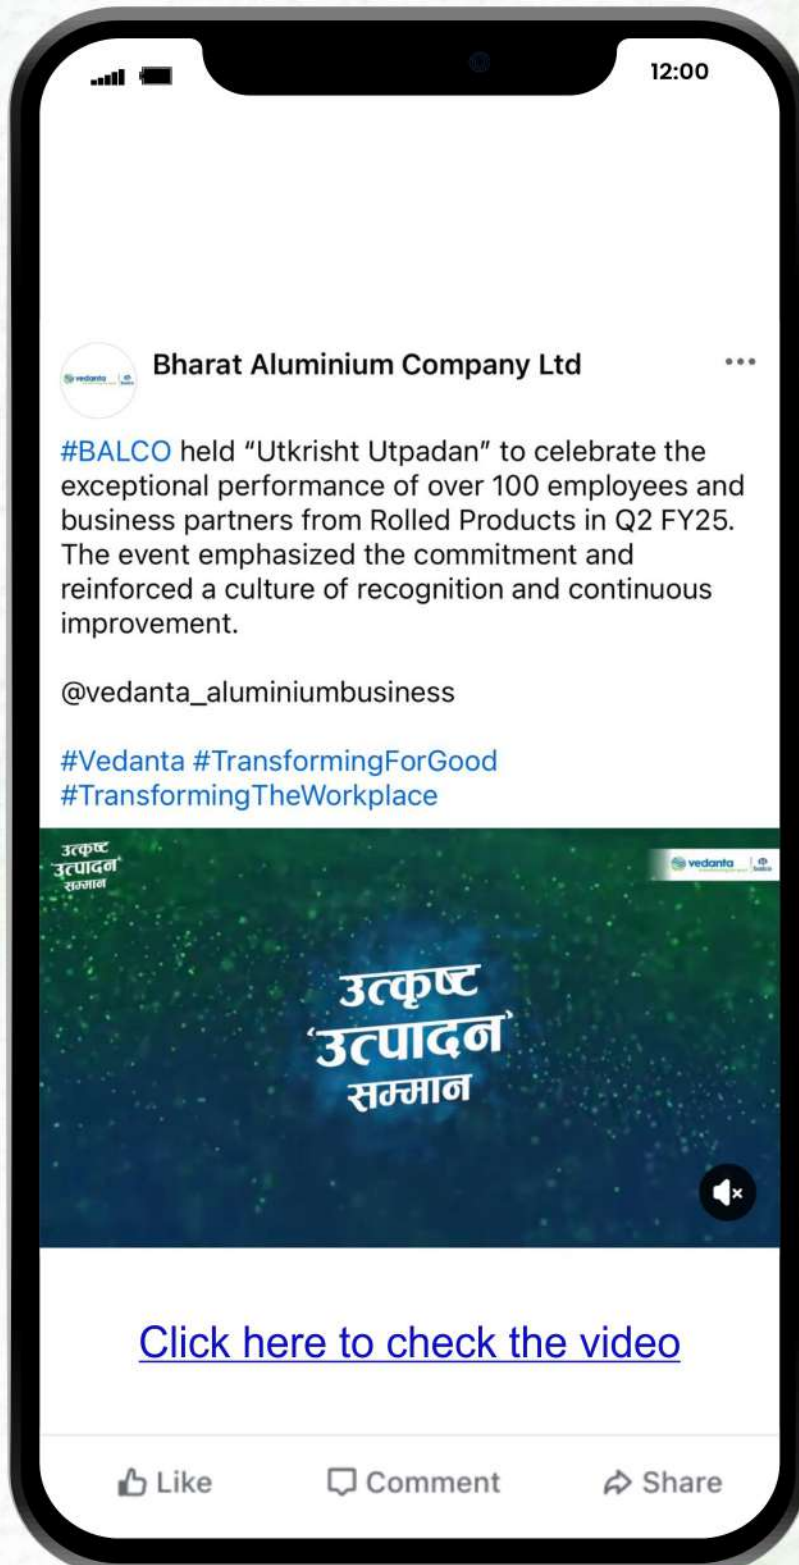 12:00
vedanta
balco
Bharat Aluminium Company Ltd
#BALCO held “Utkrisht Utpadan” to celebrate the
exceptional performance of over 100 employees and
business partners from Rolled Products in Q2 FY25.
The event emphasized the commitment and
reinforced a culture of recognition and continuous
improvement.
@vedanta_aluminiumbusiness
#Vedanta #TransformingForGood
#TransformingTheWorkplace
उत्कृष्ट
‘उत्पादन’
सम्मान
vedanta
balco
उत्कृष्ट
‘उत्पादन’
सम्मान
Click here to check the video
Like
Comment
Share